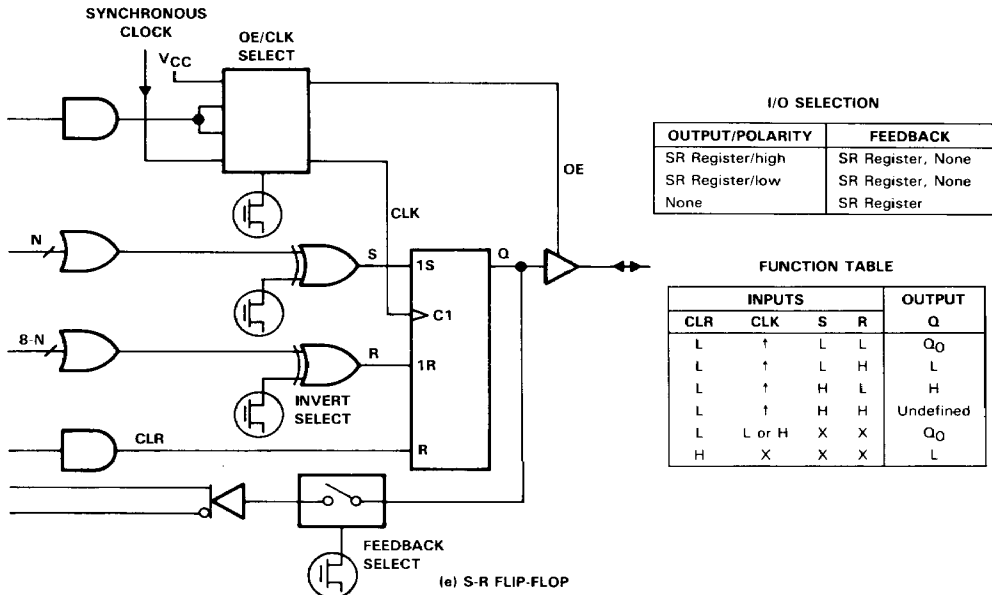 SYNCHRONOUS
CLOCK
OE/CLK
SELECT
VCC
OE
CLK
N
S
Q
1S
C1
8-N
R
1R
INVERT
SELECT
CLR
R
FEEDBACK
SELECT
(e) S-R FLIP-FLOP
I/O SELECTION
OUTPUT/POLARITY FEEDBACK
SR Register/high SR Register, None
SR Register/low SR Register, None
None SR Register
FUNCTION TABLE
INPUTS OUTPUT
CLR CLK S R Q
L ↑ L L Q0
L ↑ L H L
L ↑ H L H
L ↑ H H Undefined
L L or H X X Q0
H X X X L